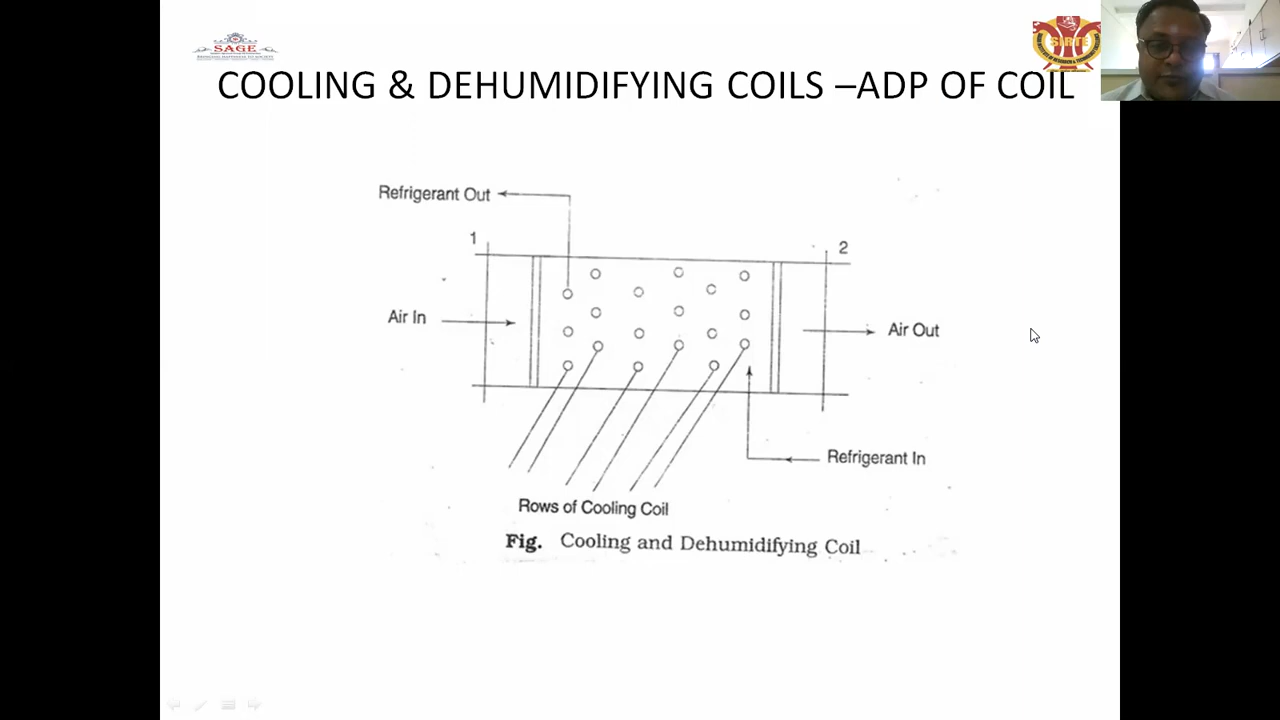 SAGE
SIRTE
COOLING & DEHUMIDIFYING COILS –ADP OF COIL
Refrigerant Out
1
2
Air In
Air Out
Refrigerant In
Rows of Cooling Coil
Fig. Cooling and Dehumidifying Coil